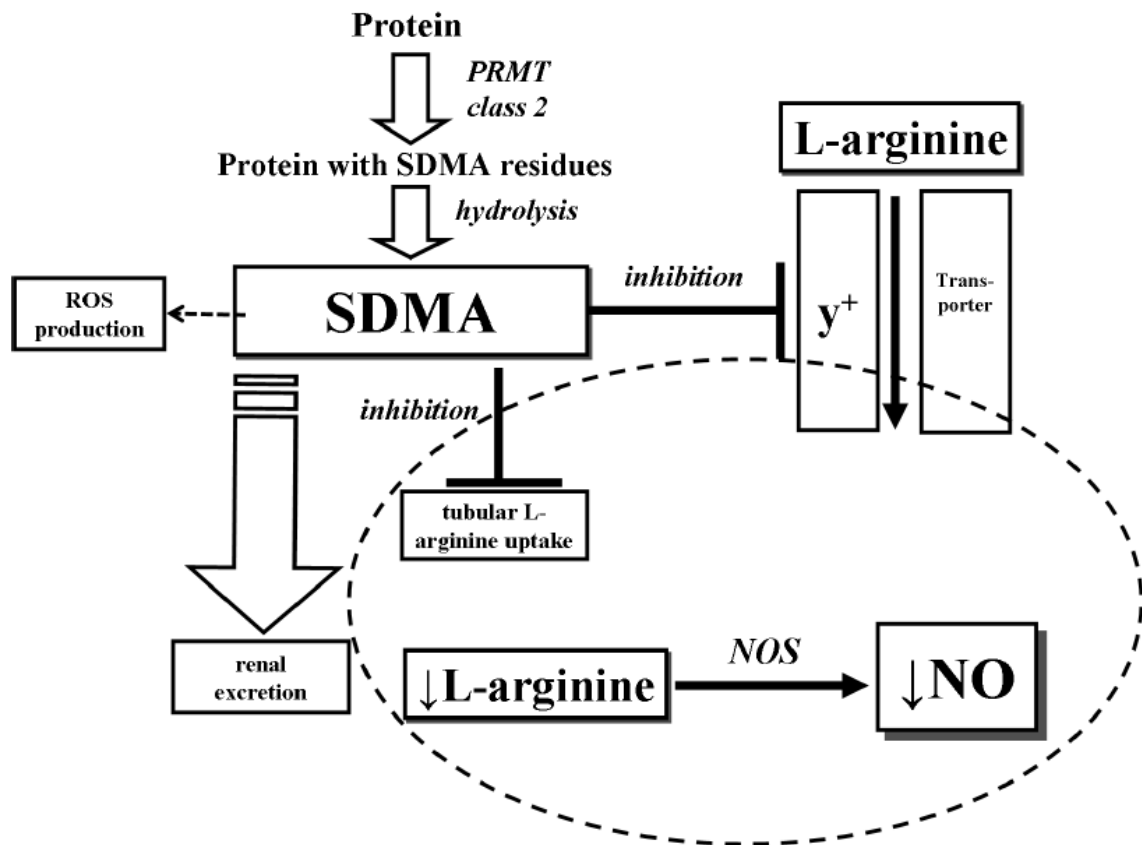 Protein
PRMT
class 2
L-arginine
Protein with SDMA residues
hydrolysis
ROS
production
SDMA
inhibition
y⁺
Trans-
porter
inhibition
tubular L-
arginine uptake
renal
excretion
↓L-arginine
NOS
↓NO